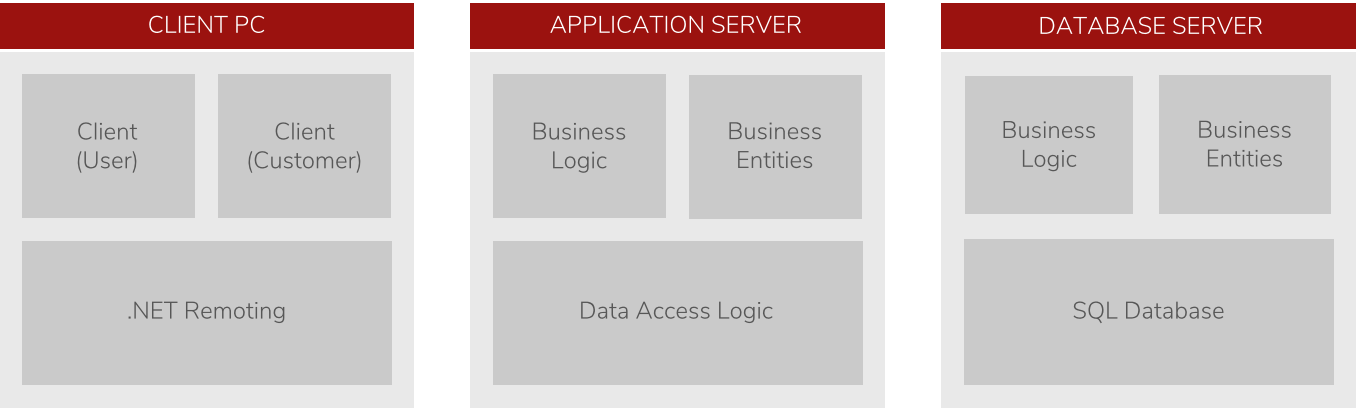 CLIENT PC
Client
(User)
Client
(Customer)
.NET Remoting
APPLICATION SERVER
Business
Logic
Business
Entities
Data Access Logic
DATABASE SERVER
Business
Logic
Business
Entities
SQL Database